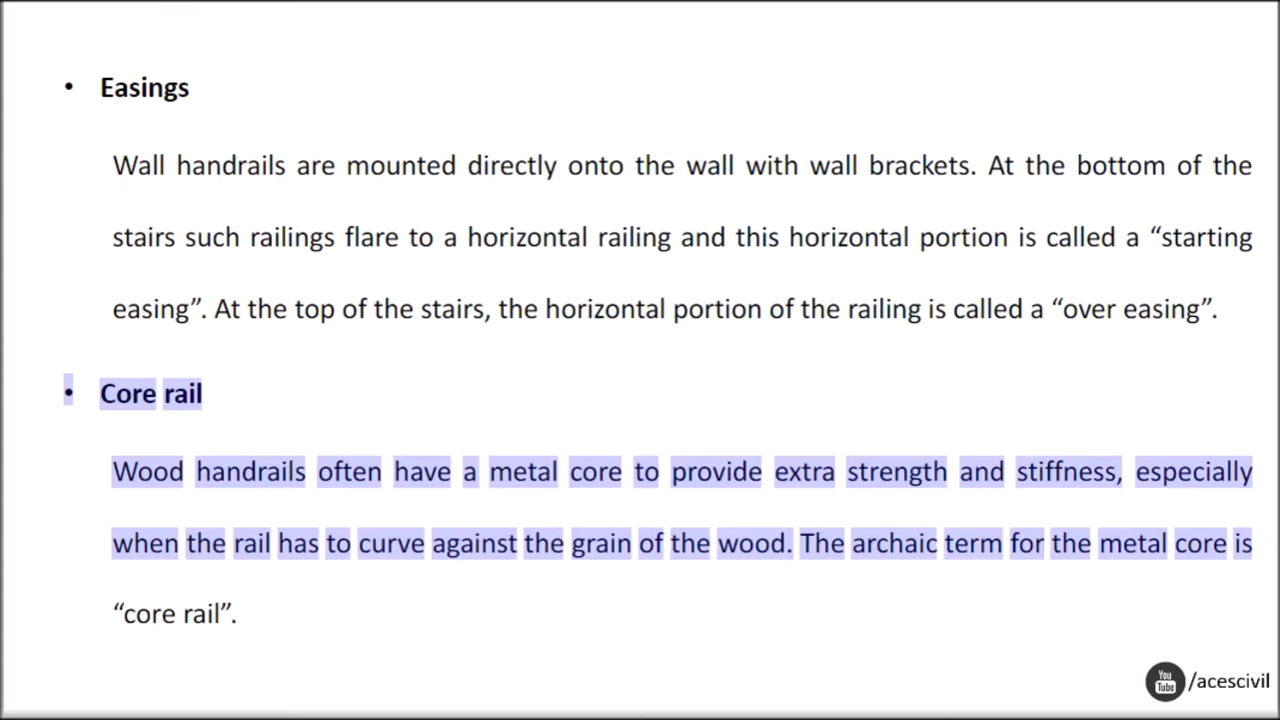 • Easings
Wall handrails are mounted directly onto the wall with wall brackets. At the bottom of the
stairs such railings flare to a horizontal railing and this horizontal portion is called a “starting
easing”. At the top of the stairs, the horizontal portion of the railing is called a “over easing”.
• Core rail
Wood handrails often have a metal core to provide extra strength and stiffness, especially
when the rail has to curve against the grain of the wood. The archaic term for the metal core is
“core rail”.
You
Tube
/acescivil